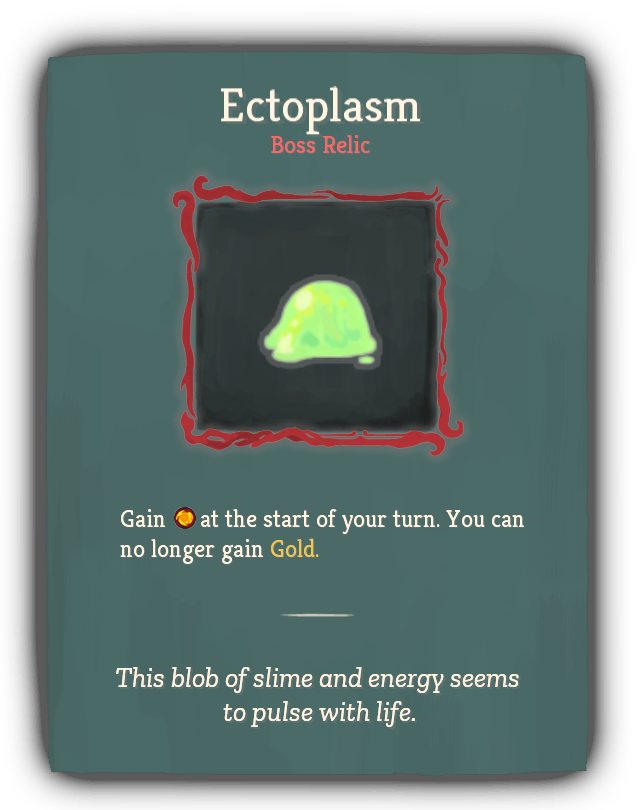 Ectoplasm
Boss Relic
Gain at the start of your turn. You can
no longer gain Gold.
This blob of slime and energy seems
to pulse with life.